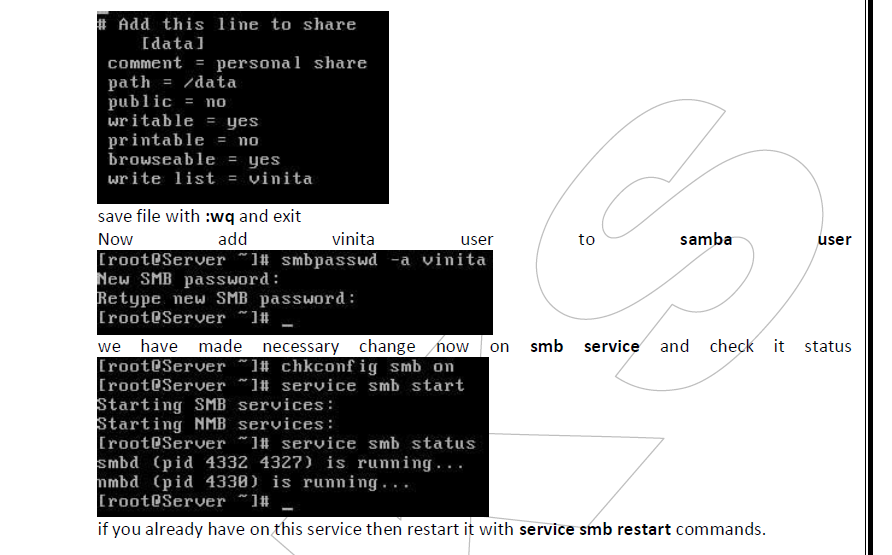 # Add this line to share
[data]
comment = personal share
path = /data
public = no
writable = yes
printable = no
browseable = yes
write list = vinita
save file with :wq and exit
Now add vinita user to samba user
[root@Server ~]# smbpasswd -a vinita
New SMB password:
Retype new SMB password:
[root@Server ~]# _
we have made necessary change now on smb service and check it status
[root@Server ~]# chkconfig smb on
[root@Server ~]# service smb start
Starting SMB services:
Starting NMB services:
[root@Server ~]# service smb status
smbd (pid 4332 4327) is running...
nmbd (pid 4330) is running...
[root@Server ~]# _
if you already have on this service then restart it with service smb restart commands.